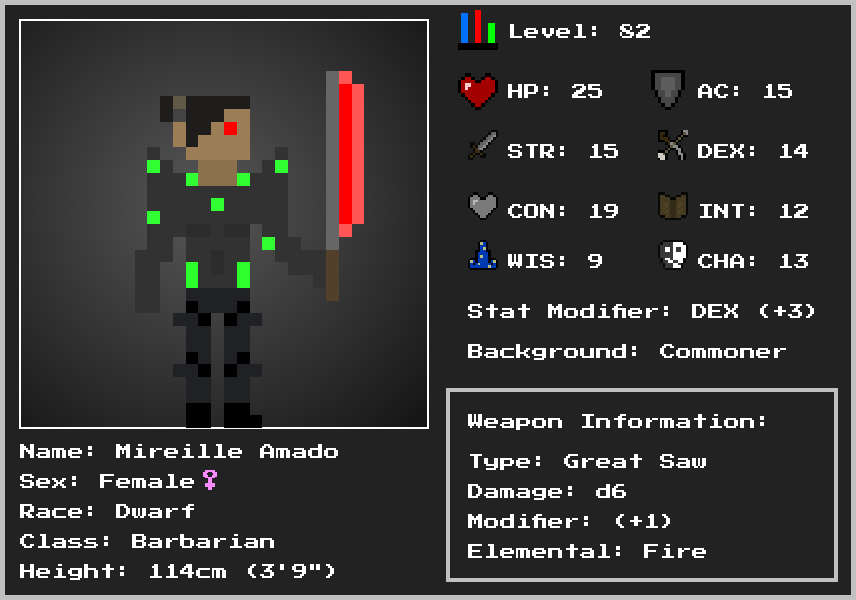 Level: 82
HP: 25 AC: 15
STR: 15 DEX: 14
CON: 19 INT: 12
WIS: 9 CHA: 13
Stat Modifier: DEX (+3)
Background: Commoner
Weapon Information:
Type: Great Saw
Damage: d6
Modifier: (+1)
Elemental: Fire
Name: Mireille Amado
Sex: Female♀
Race: Dwarf
Class: Barbarian
Height: 114cm (3'9")